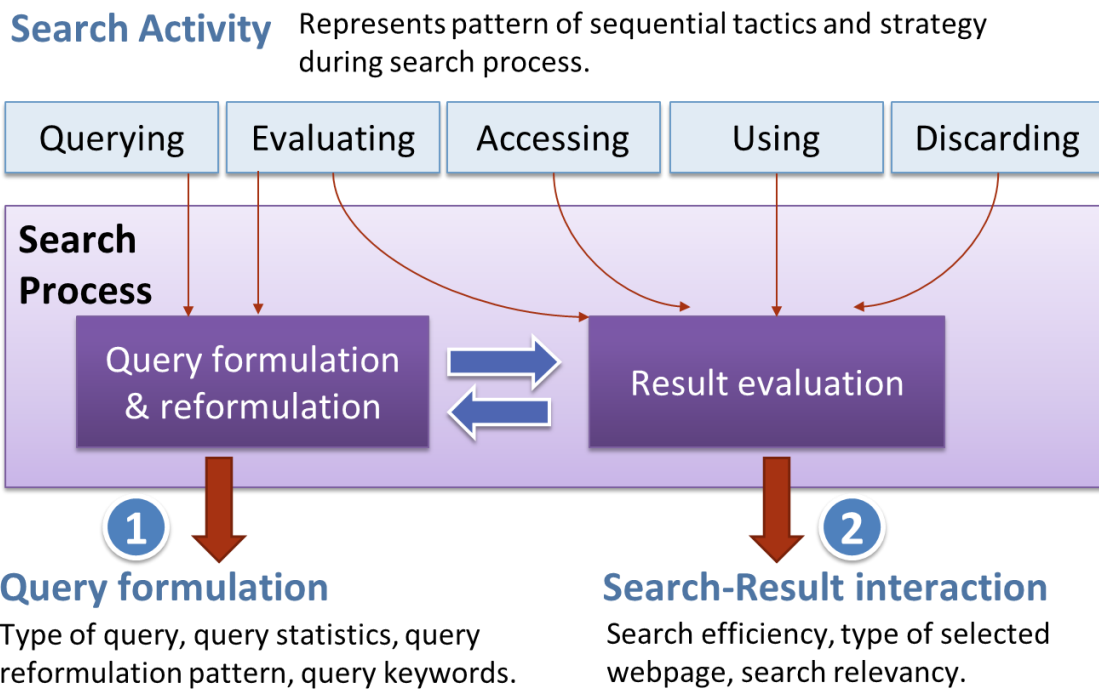 Search Activity
Represents pattern of sequential tactics and strategy
during search process.
Querying
Evaluating
Accessing
Using
Discarding
Search
Process
Query formulation
& reformulation
Result evaluation
1
2
Query formulation
Type of query, query statistics, query
reformulation pattern, query keywords.
Search-Result interaction
Search efficiency, type of selected
webpage, search relevancy.